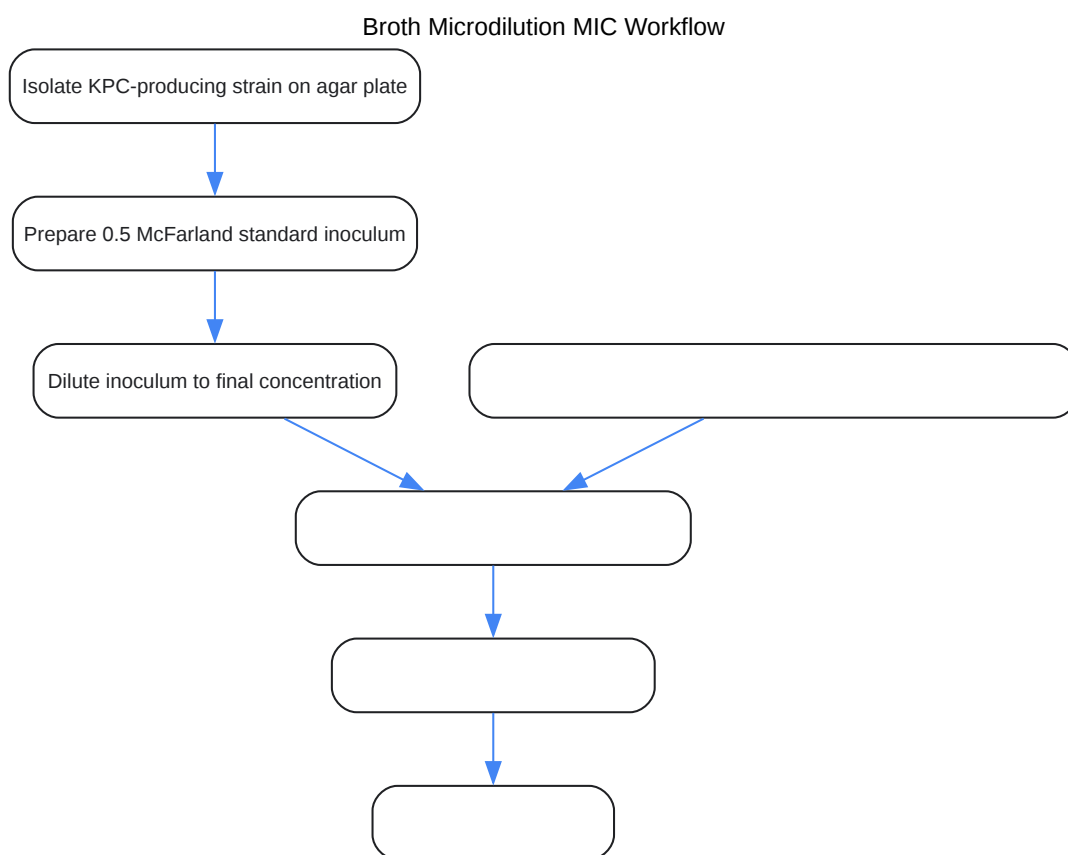 Broth Microdilution MIC Workflow
Isolate KPC-producing strain on agar plate
Prepare 0.5 McFarland standard inoculum
Dilute inoculum to final concentration